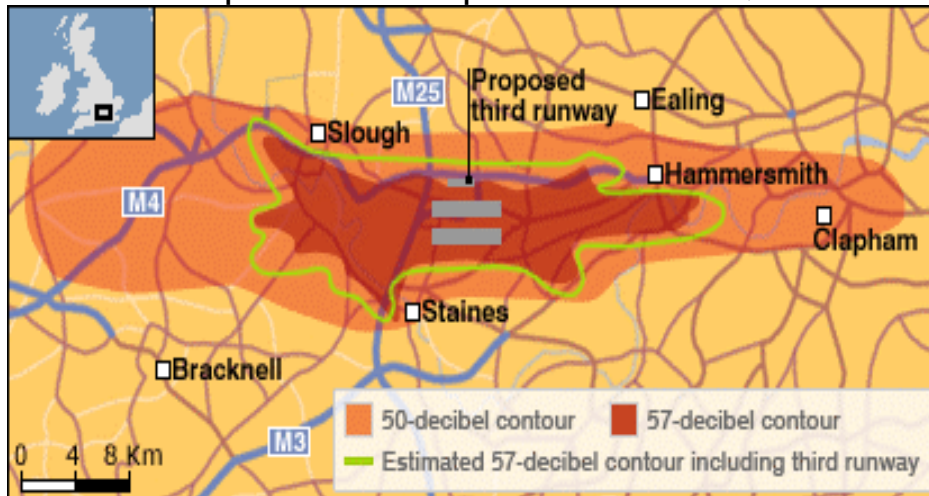 Proposed
third runway
M25
Ealing
Slough
Hammersmith
M4
Clapham
Staines
Bracknell
M3
0 4 8 Km
50-decibel contour
57-decibel contour
Estimated 57-decibel contour including third runway